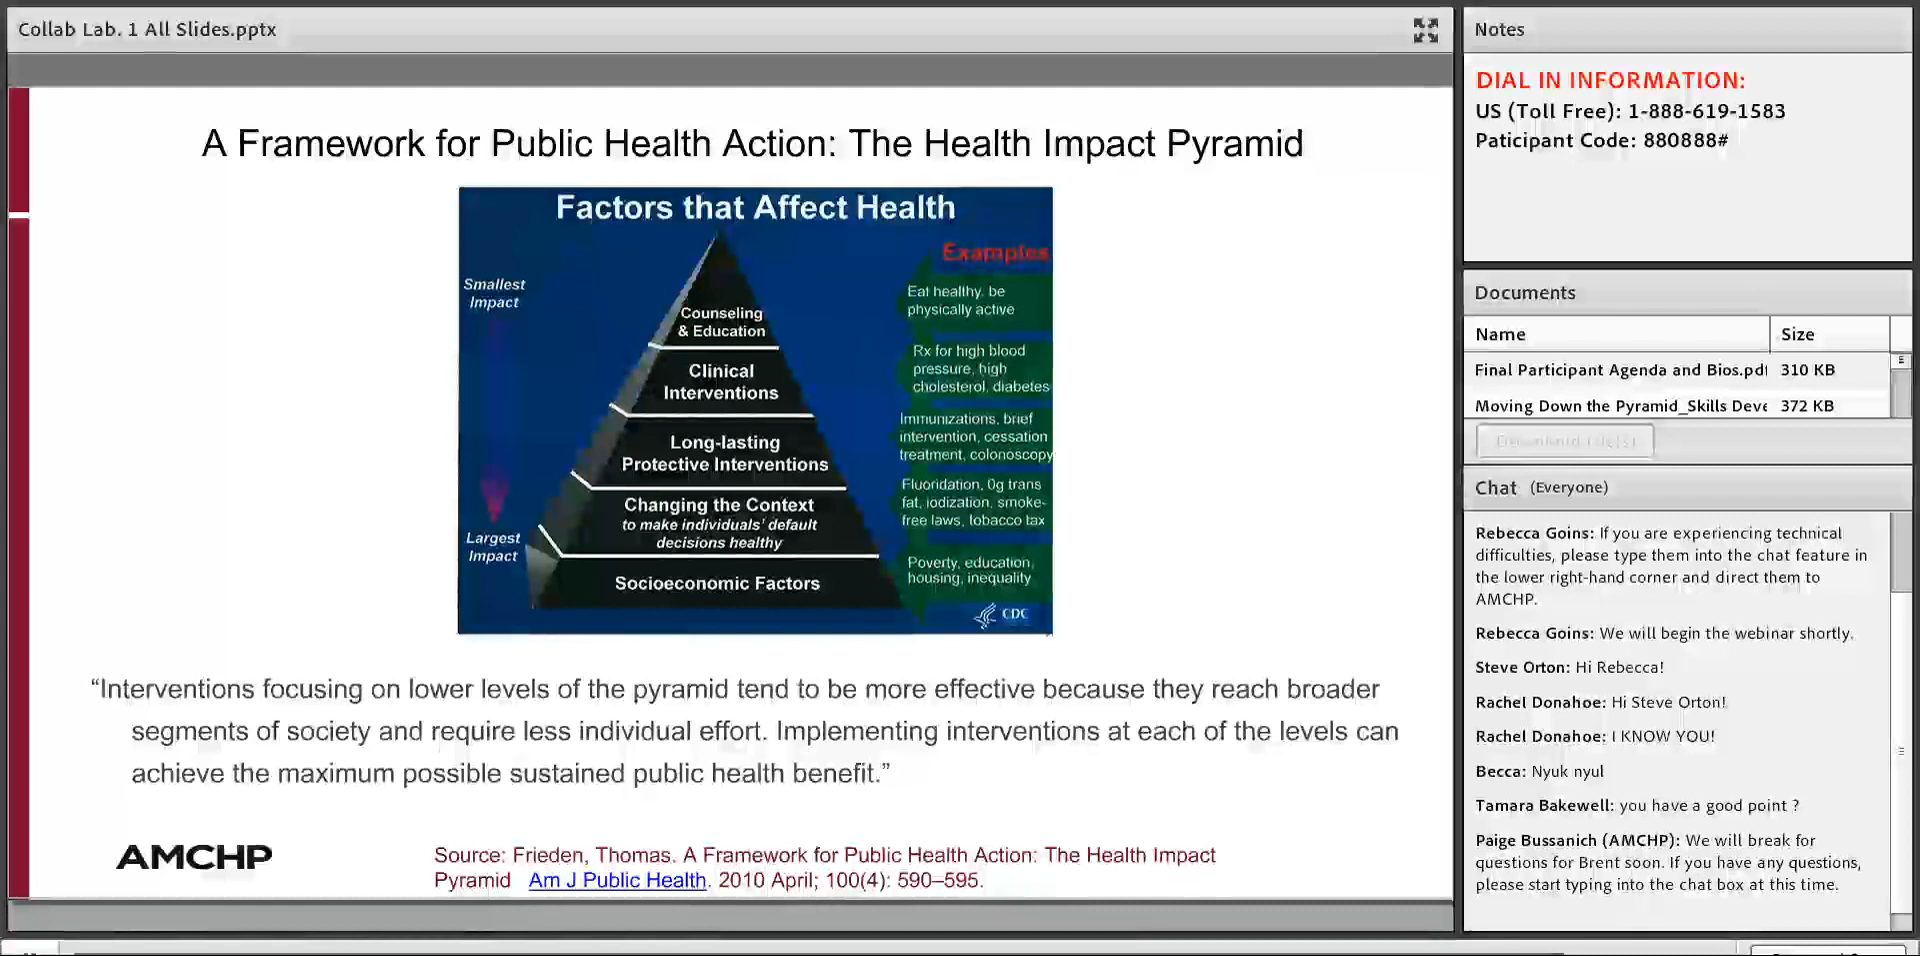 Collab Lab. 1 All Slides.pptx
A Framework for Public Health Action: The Health Impact Pyramid
Factors that Affect Health
Examples
Smallest
Impact
Largest
Impact
Counseling
& Education
Clinical
Interventions
Long-lasting
Protective Interventions
Changing the Context
to make individuals' default
decisions healthy
Socioeconomic Factors
Eat healthy, be
physically active
Rx for high blood
pressure, high
cholesterol, diabetes
Immunizations, brief
intervention, cessation
treatment, colonoscopy
Fluoridation, 0g trans
fat, iodization, smoke-
free laws, tobacco tax
Poverty, education,
housing, inequality
CDC
“Interventions focusing on lower levels of the pyramid tend to be more effective because they reach broader
segments of society and require less individual effort. Implementing interventions at each of the levels can
achieve the maximum possible sustained public health benefit.”
AMCHP
Source: Frieden, Thomas. A Framework for Public Health Action: The Health Impact
Pyramid Am J Public Health. 2010 April; 100(4): 590–595.
Notes
DIAL IN INFORMATION:
US (Toll Free): 1-888-619-1583
Paticipant Code: 880888#
Documents
Name Size
Final Participant Agenda and Bios.pdf 310 KB
Moving Down the Pyramid_Skills Deve 372 KB
Download File(s)
Chat (Everyone)
Rebecca Goins: If you are experiencing technical
difficulties, please type them into the chat feature in
the lower right-hand corner and direct them to
AMCHP.
Rebecca Goins: We will begin the webinar shortly.
Steve Orton: Hi Rebecca!
Rachel Donahoe: Hi Steve Orton!
Rachel Donahoe: I KNOW YOU!
Becca: Nyuk nyul
Tamara Bakewell: you have a good point ?
Paige Bussanich (AMCHP): We will break for
questions for Brent soon. If you have any questions,
please start typing into the chat box at this time.